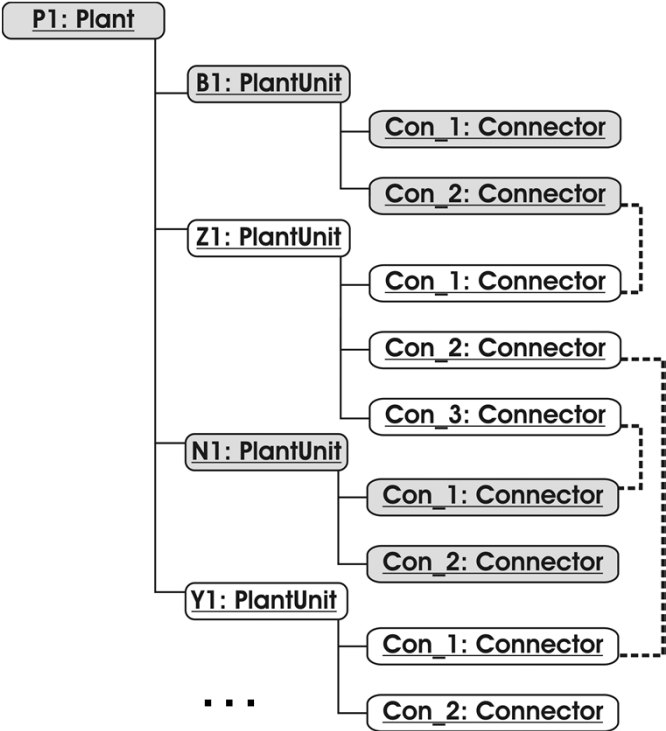 P1: Plant
B1: PlantUnit
Con_1: Connector
Con_2: Connector
Z1: PlantUnit
Con_1: Connector
Con_2: Connector
Con_3: Connector
N1: PlantUnit
Con_1: Connector
Con_2: Connector
Y1: PlantUnit
Con_1: Connector
Con_2: Connector
...